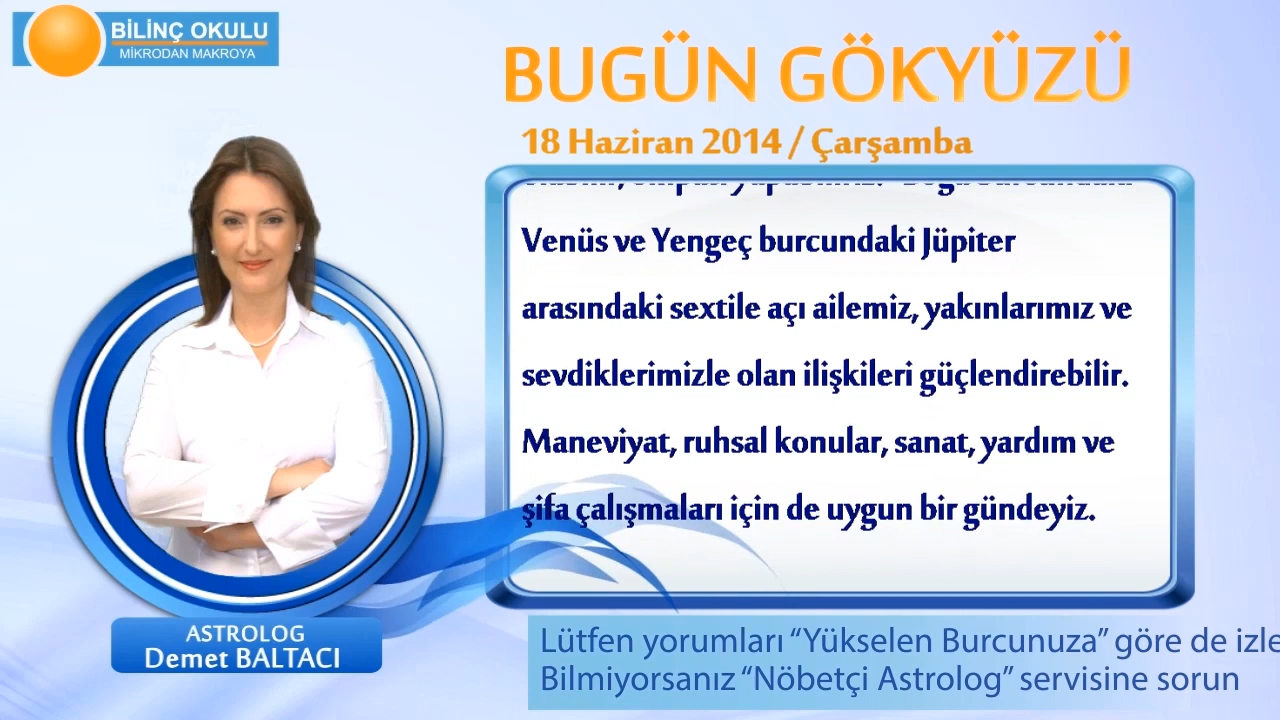 BİLİNÇ OKULU
MİKRODAN MAKROYA
BUGÜN GÖKYÜZÜ
18 Haziran 2014 / Çarşamba
Venüs ve Yengeç burcundaki Jüpiter
arasındaki sextile açı ailemiz, yakınlarımız ve
sevdiklerimizle olan ilişkileri güçlendirebilir.
Maneviyat, ruhsal konular, sanat, yardım ve
şifa çalışmaları için de uygun bir gündeyiz.
ASTROLOG
Demet BALTACI
Lütfen yorumları “Yükselen Burcunuza” göre de izle
Bilmiyorsanız “Nöbetçi Astrolog” servisine sorun